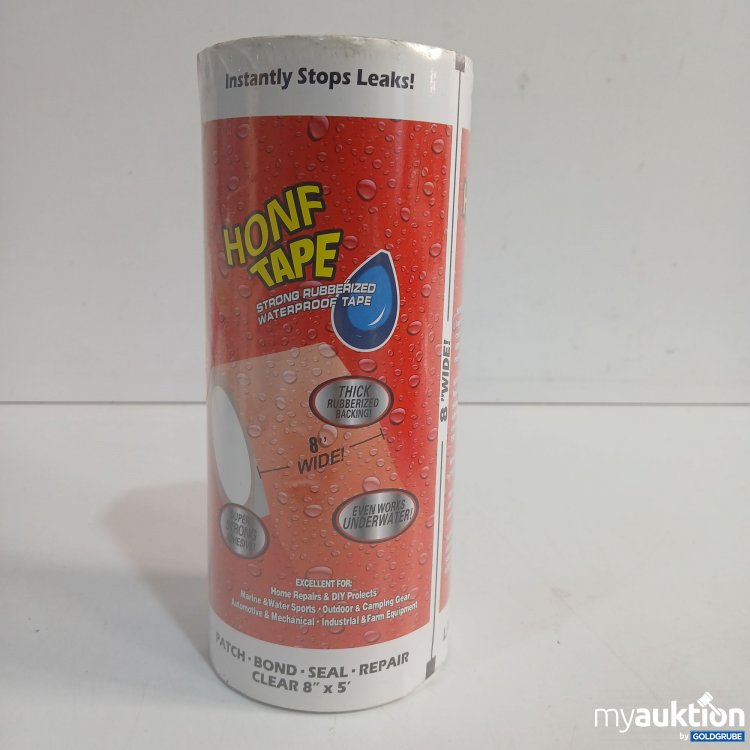 Instantly Stops Leaks!
HONF
TAPE
STRONG RUBBERIZED
WATERPROOF TAPE
THICK
RUBBERIZED
BACKING!
8"
WIDE!
EVEN WORKS
UNDERWATER!
SUPER
STRONG
EXCELLENT FOR:
Home Repairs & DIY Projects
Marine & Water Sports • Outdoor & Camping Gear
Automotive & Mechanical • Industrial & Farm Equipment
PATCH • BOND • SEAL • REPAIR
CLEAR 8" x 5'
8 "WIDE!
myauktion
by GOLDGRUBE